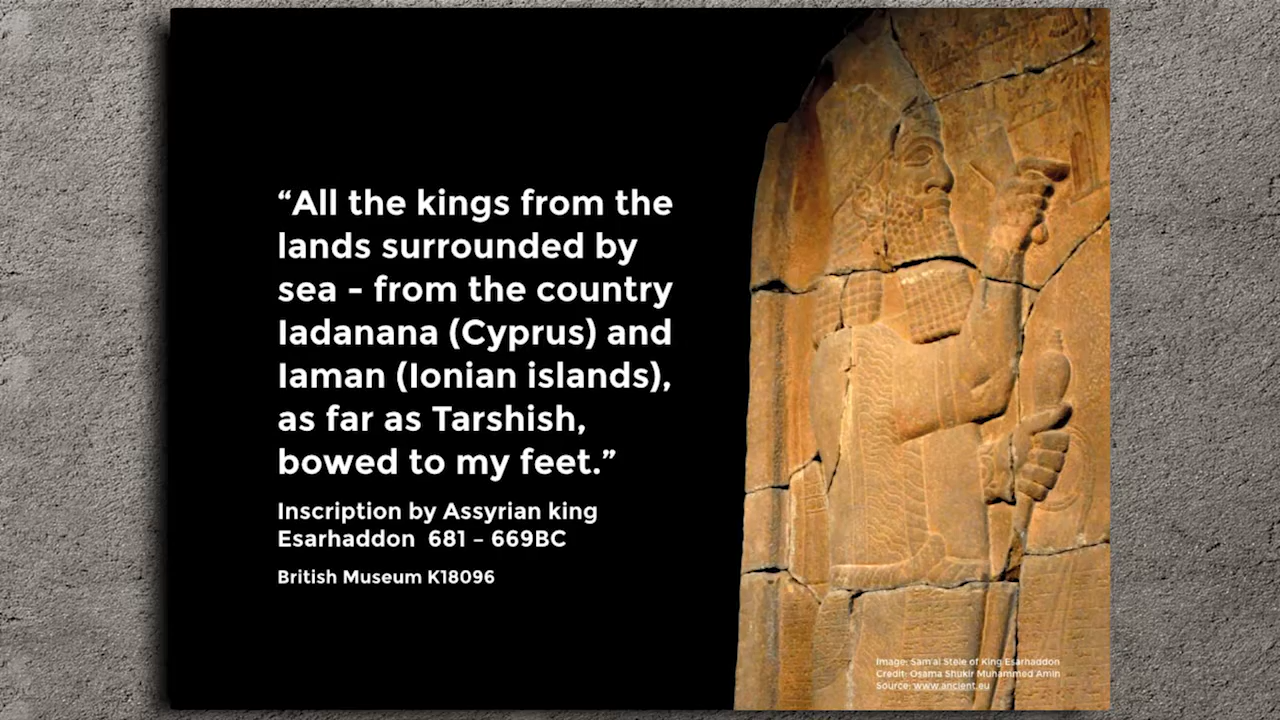 “All the kings from the
lands surrounded by
sea - from the country
Iadanana (Cyprus) and
Iaman (Ionian islands),
as far as Tarshish,
bowed to my feet.”
Inscription by Assyrian king
Esarhaddon 681 – 669BC
British Museum K18096
Image: Sam'al Stele of King Esarhaddon
Credit: Osama Shukir Muhammed Amin
Source: www.ancient.eu